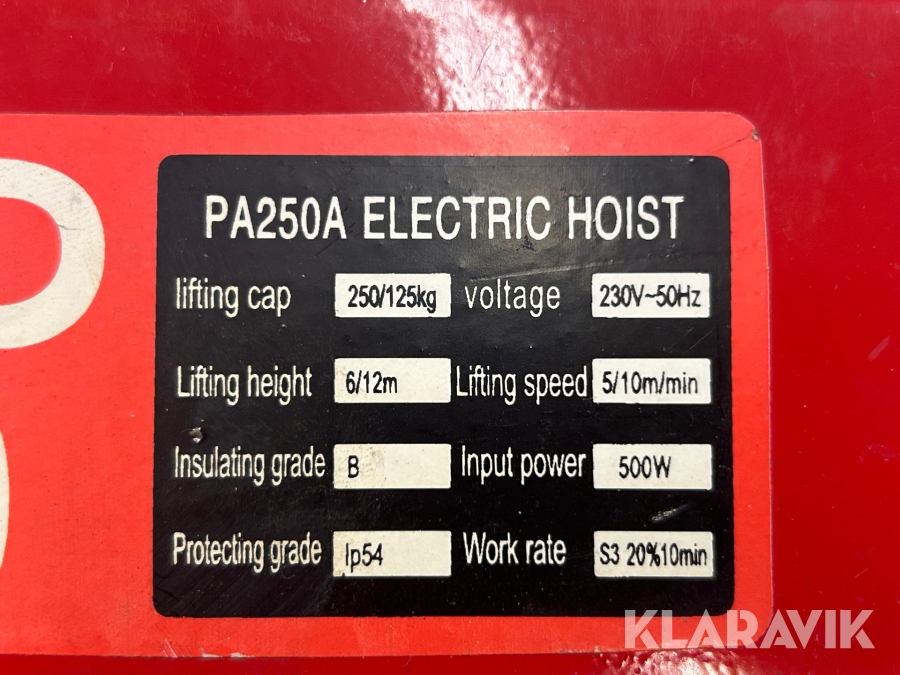 PA250A ELECTRIC HOIST
lifting cap 250/125kg voltage 230V~50Hz
Lifting height 6/12m Lifting speed 5/10m/min
Insulating grade B Input power 500W
Protecting grade Ip54 Work rate S3 20%10min
KLARAVIK